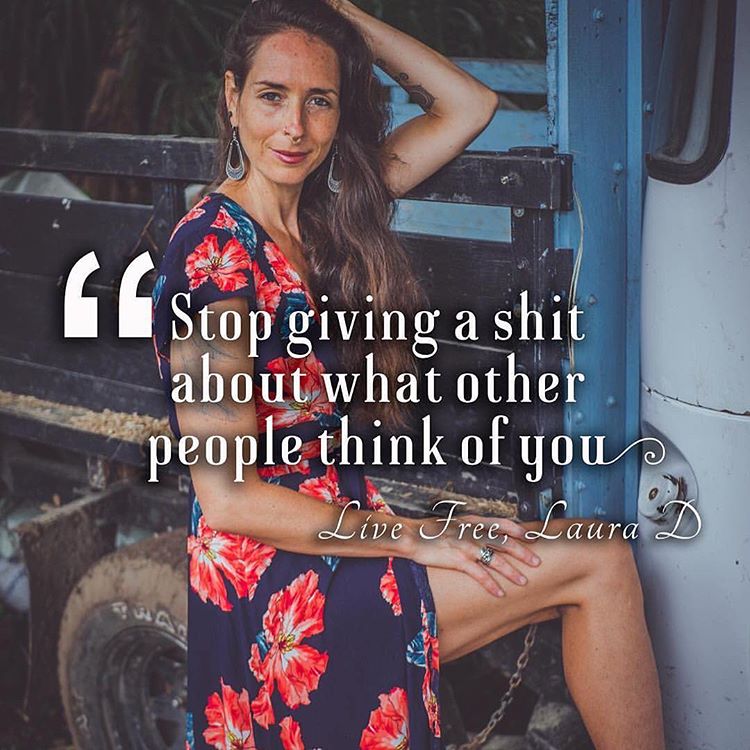 “Stop giving a shit
about what other
people think of you
Live Free, Laura D